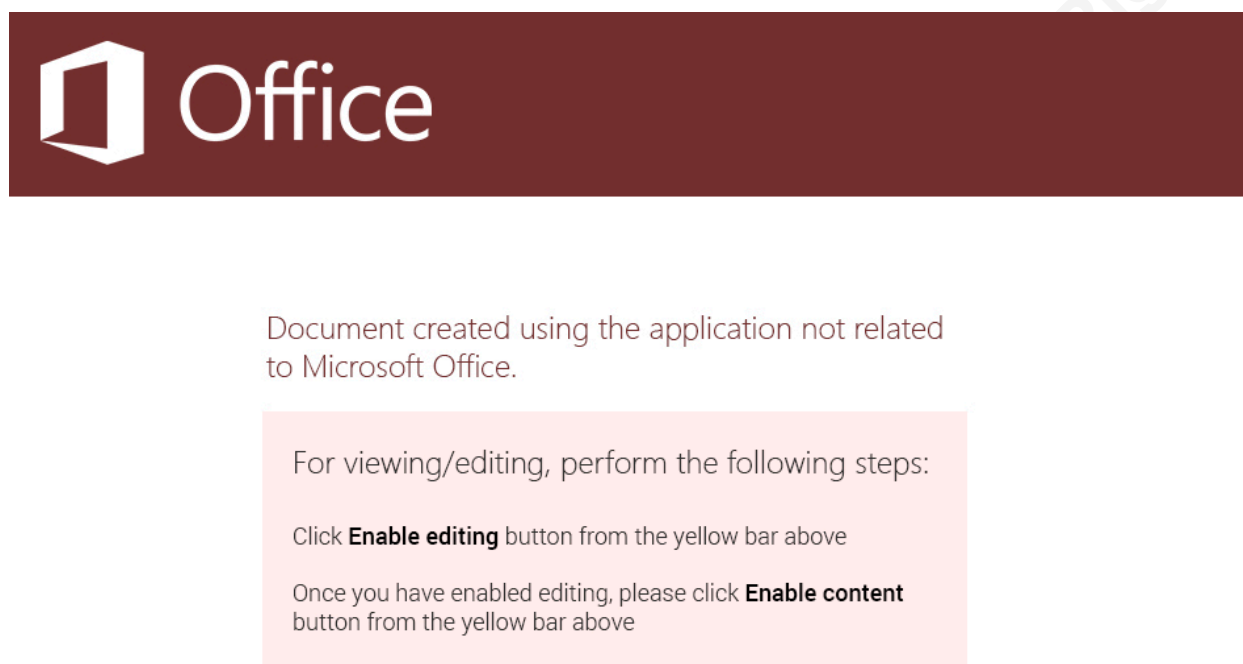 Office
Document created using the application not related
to Microsoft Office.
For viewing/editing, perform the following steps:
Click Enable editing button from the yellow bar above
Once you have enabled editing, please click Enable content
button from the yellow bar above